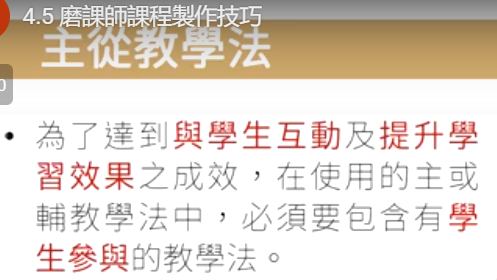 4.5 磨課師課程製作技巧
主從教學法
• 為了達到與學生互動及提升學
習效果之成效，在使用的主或
輔教學法中，必須要包含有學
生參與的教學法。